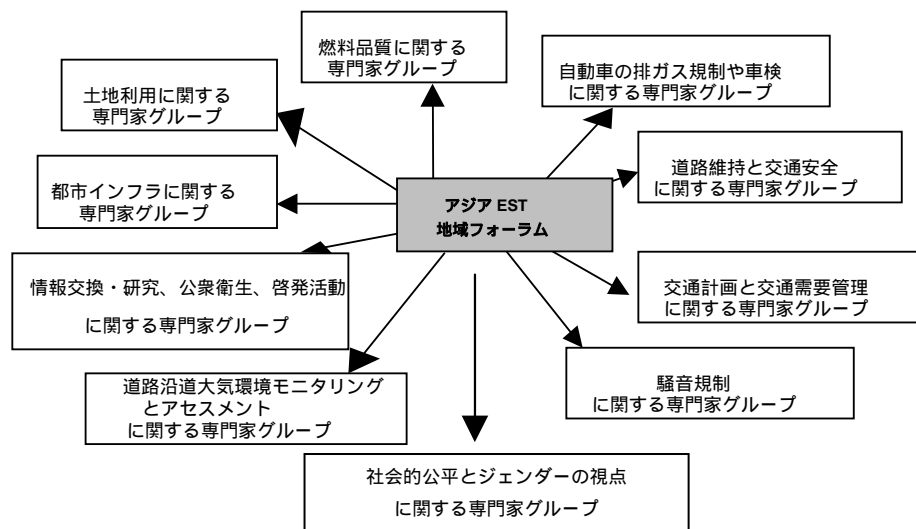 燃料品質に関する
専門家グループ
自動車の排ガス規制や車検
に関する専門家グループ
土地利用に関する
専門家グループ
道路維持と交通安全
に関する専門家グループ
都市インフラに関する
専門家グループ
アジア EST
地域フォーラム
情報交換・研究、公衆衛生、啓発活動
に関する専門家グループ
交通計画と交通需要管理
に関する専門家グループ
道路沿道大気環境モニタリング
とアセスメント
に関する専門家グループ
騒音規制
に関する専門家グループ
社会的公平とジェンダーの視点
に関する専門家グループ